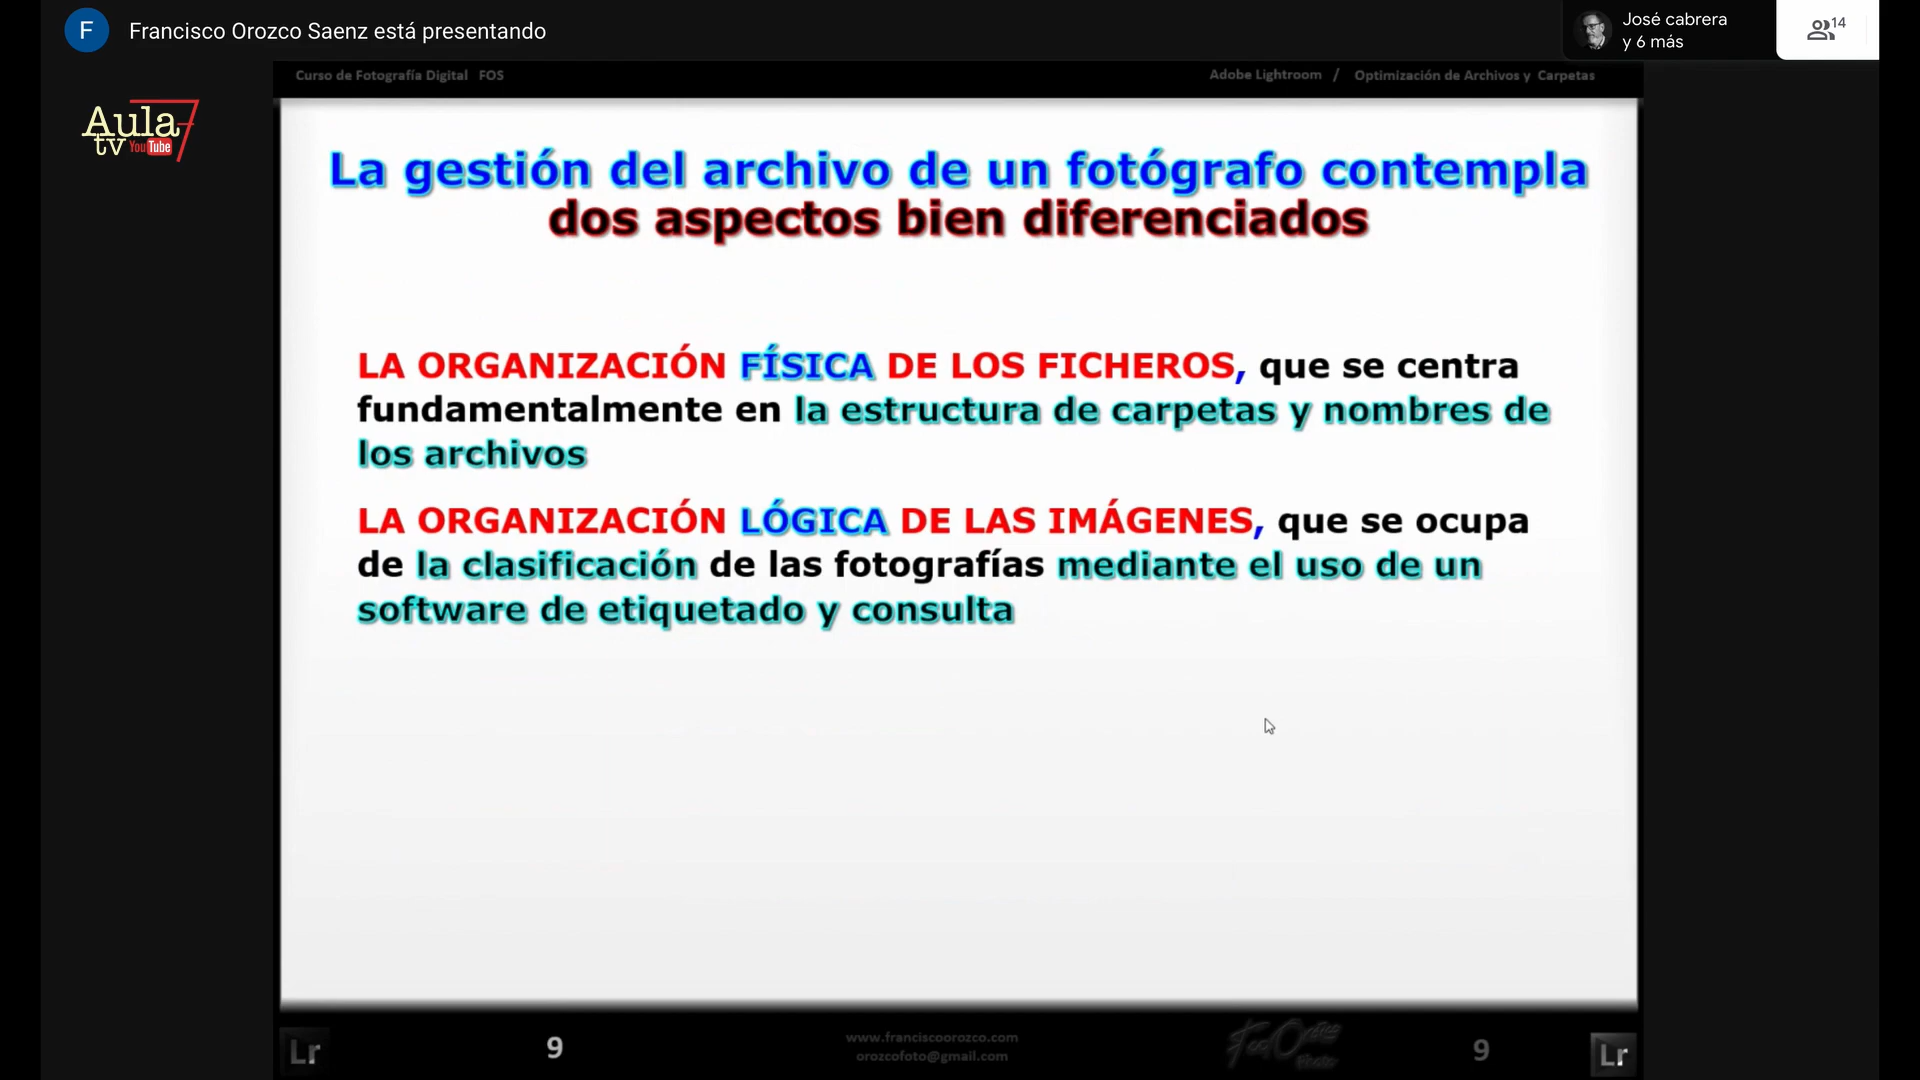 F Francisco Orozco Saenz está presentando
José cabrera
y 6 más
14
Curso de Fotografía Digital FOS
Adobe Lightroom / Optimización de Archivos y Carpetas
Aula 7
tv YouTube
La gestión del archivo de un fotógrafo contempla
dos aspectos bien diferenciados
LA ORGANIZACIÓN FÍSICA DE LOS FICHEROS, que se centra
fundamentalmente en la estructura de carpetas y nombres de
los archivos
LA ORGANIZACIÓN LÓGICA DE LAS IMÁGENES, que se ocupa
de la clasificación de las fotografías mediante el uso de un
software de etiquetado y consulta
Lr
9
www.franciscoorozco.com
orozcofoto@gmail.com
Photo
9
Lr